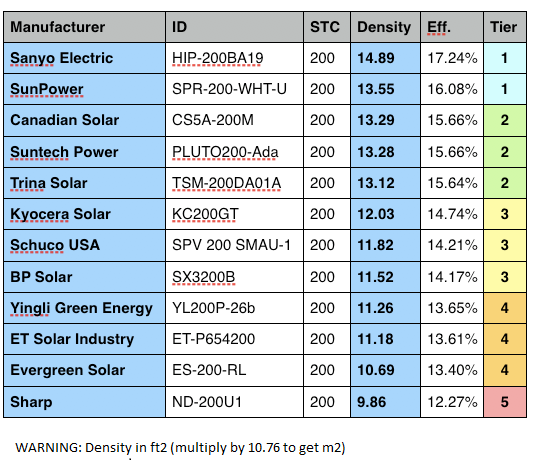 Manufacturer ID STC Density Eff. Tier
Sanyo Electric HIP-200BA19 200 14.89 17.24% 1
SunPower SPR-200-WHT-U 200 13.55 16.08% 1
Canadian Solar CS5A-200M 200 13.29 15.66% 2
Suntech Power PLUTO200-Ada 200 13.28 15.66% 2
Trina Solar TSM-200DA01A 200 13.12 15.64% 2
Kyocera Solar KC200GT 200 12.03 14.74% 3
Schuco USA SPV 200 SMAU-1 200 11.82 14.21% 3
BP Solar SX3200B 200 11.52 14.17% 3
Yingli Green Energy YL200P-26b 200 11.26 13.65% 4
ET Solar Industry ET-P654200 200 11.18 13.61% 4
Evergreen Solar ES-200-RL 200 10.69 13.40% 4
Sharp ND-200U1 200 9.86 12.27% 5
WARNING: Density in ft2 (multiply by 10.76 to get m2)